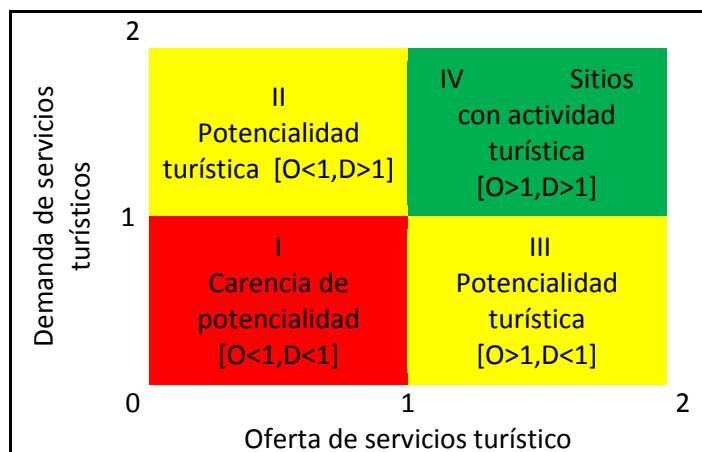 2
Demanda de servicios
turísticos
II
Potencialidad
turística [O<1,D>1]
IV Sitios
con actividad
turística
[O>1,D>1]
1
I
Carencia de
potencialidad
[O<1,D<1]
III
Potencialidad
turística
[O>1,D<1]
0
1
2
Oferta de servicios turístico